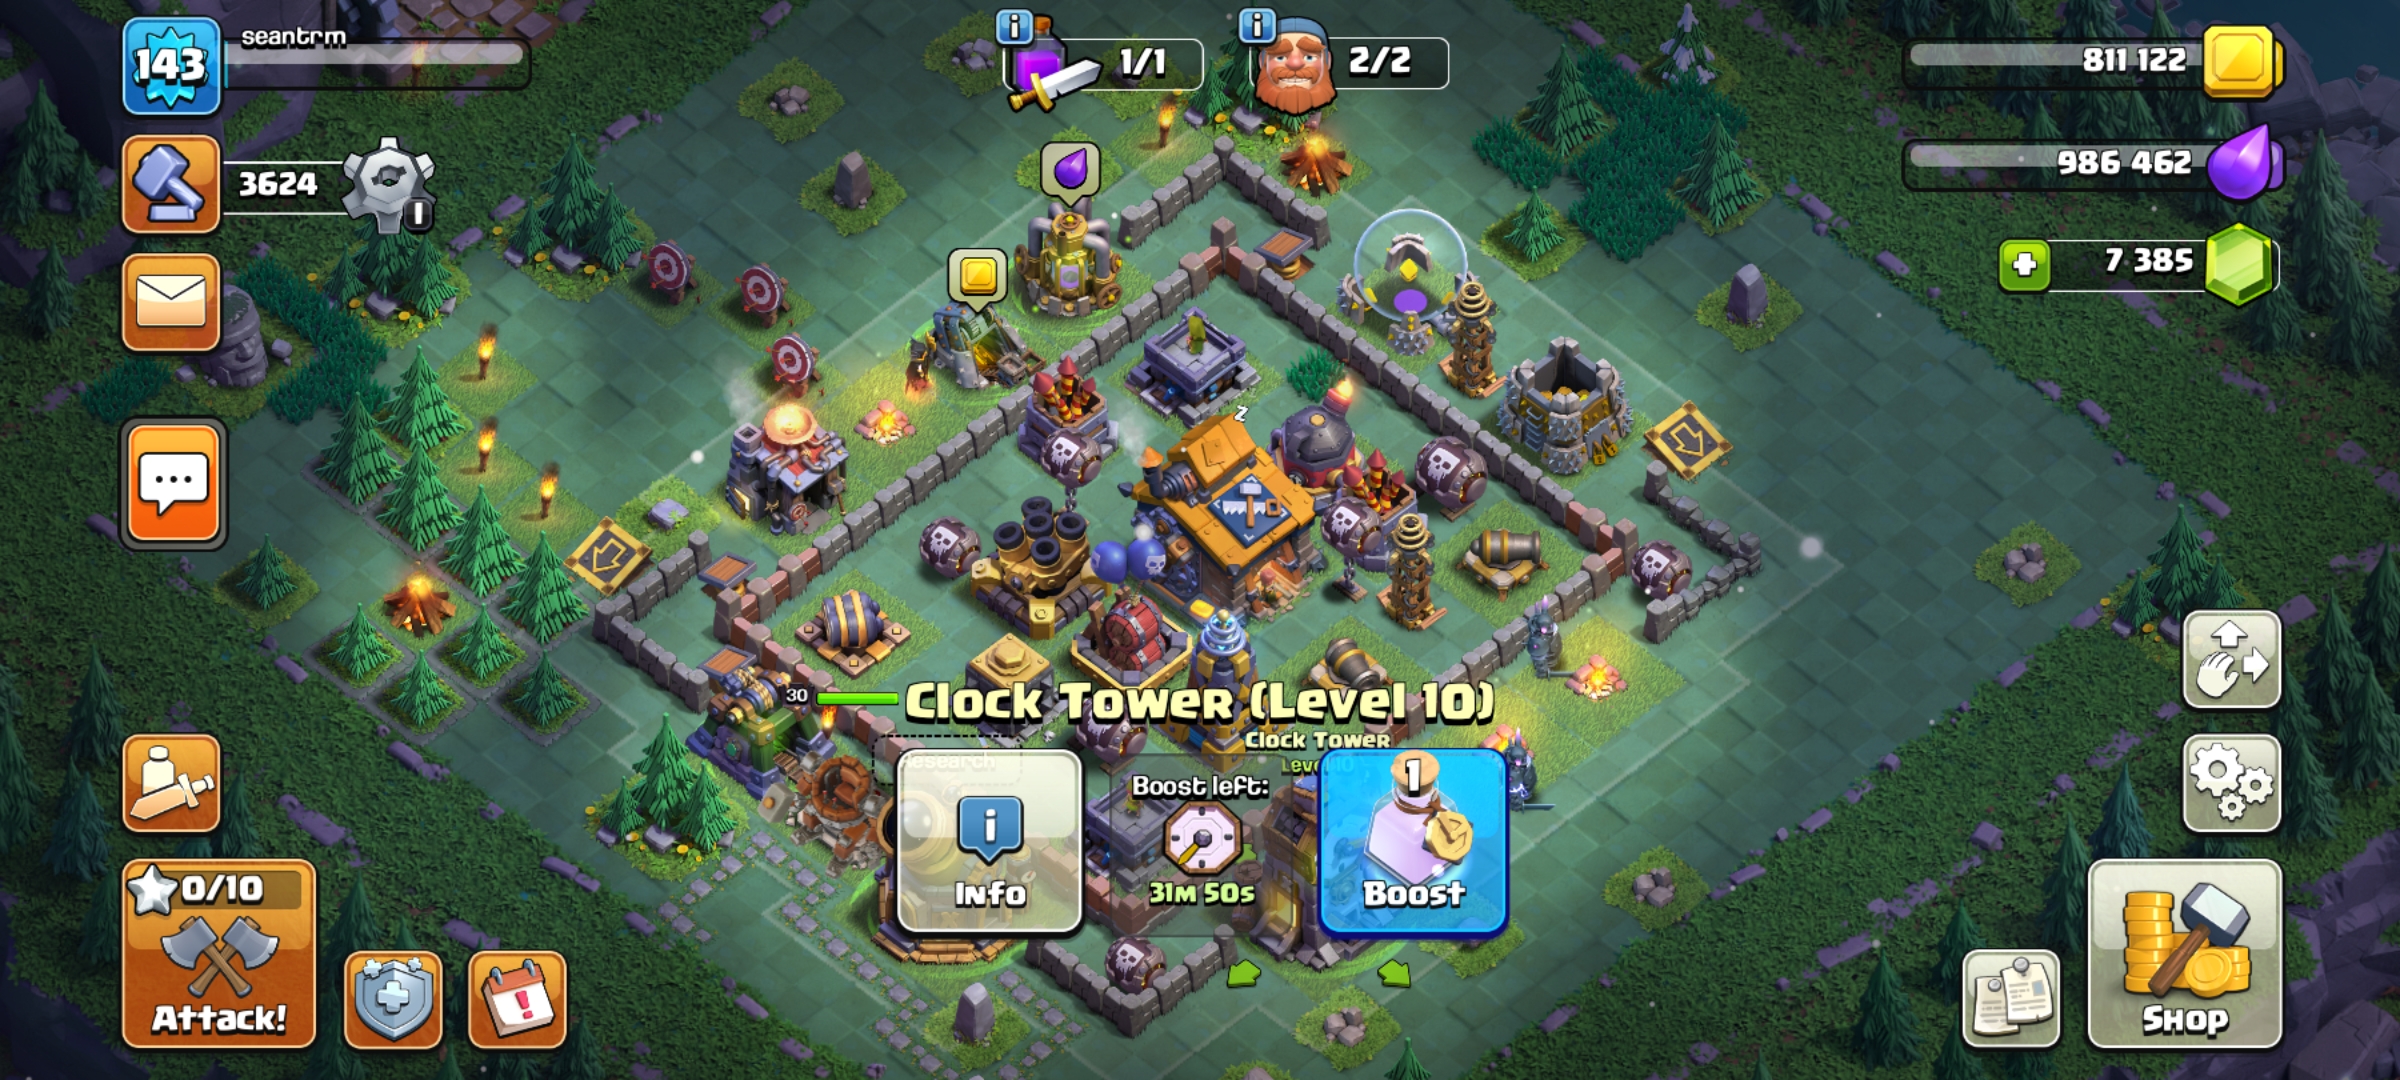 143
seantrm
1/1
2/2
811 122
3624
986 462
7 385
z
30
Clock Tower (Level 10)
Clock Tower
Research
Boost left:
1
Info
31m 50s
Boost
0/10
Attack!
Shop